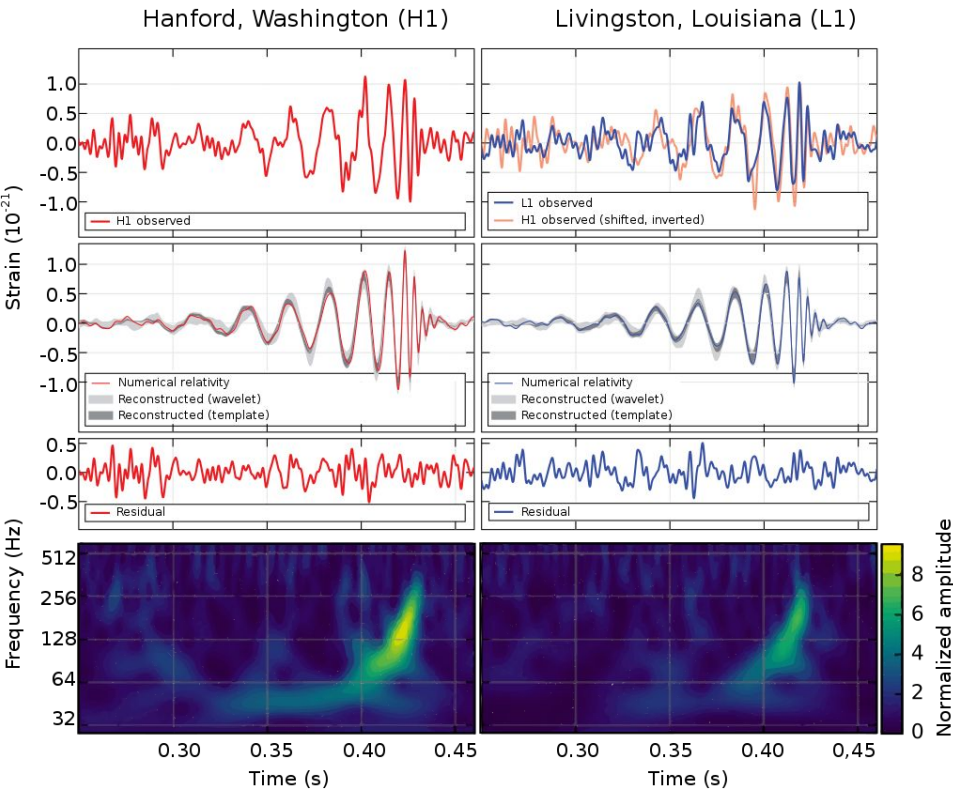 Hanford, Washington (H1)
Livingston, Louisiana (L1)
Strain (10⁻²¹)
1.0
0.5
0.0
-0.5
-1.0
H1 observed
L1 observed
H1 observed (shifted, inverted)
1.0
0.5
0.0
-0.5
-1.0
Numerical relativity
Reconstructed (wavelet)
Reconstructed (template)
Numerical relativity
Reconstructed (wavelet)
Reconstructed (template)
0.5
0.0
-0.5
Residual
Residual
Frequency (Hz)
512
256
128
64
32
8
6
4
2
0
Normalized amplitude
0.30 0.35 0.40 0.45
0.30 0.35 0.40 0,45
Time (s)
Time (s)